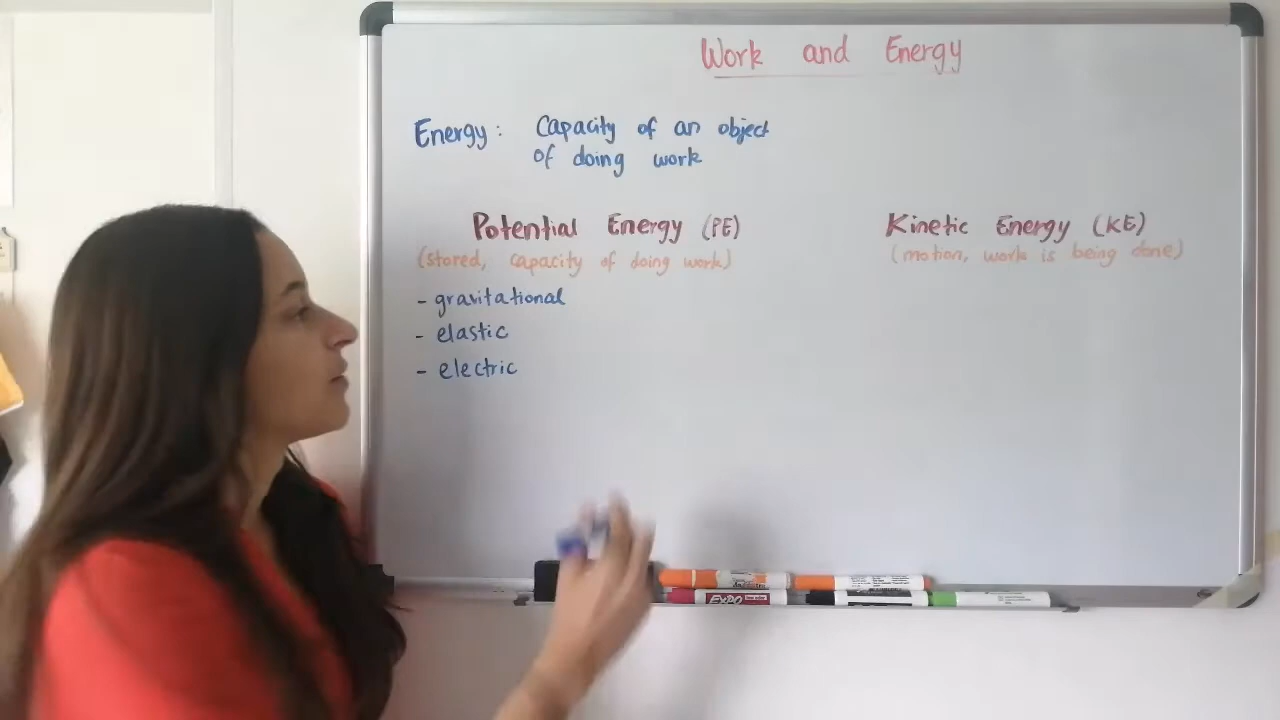 Work and Energy
Energy: Capacity of an object
of doing work
Potential Energy (PE)
(stored, capacity of doing work)
- gravitational
- elastic
- electric
Kinetic Energy (KE)
(motion, work is being done)
EXPO